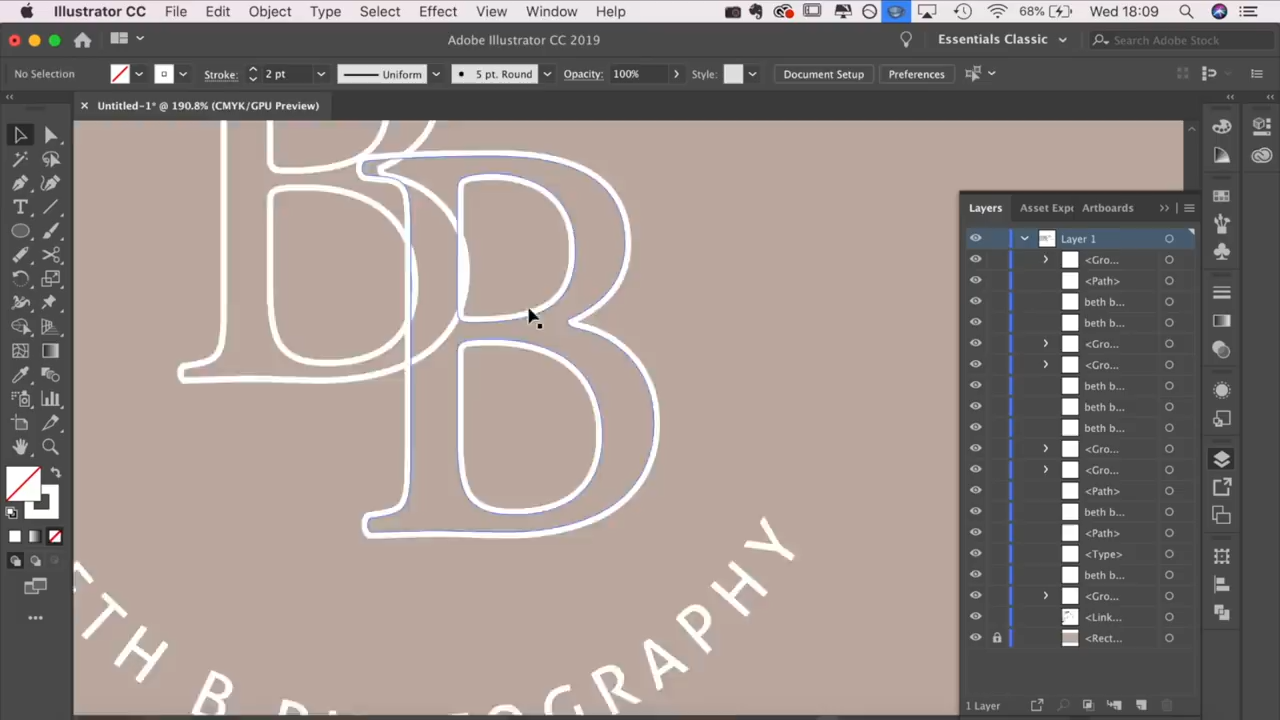 Illustrator CC File Edit Object Type Select Effect View Window Help 68% Wed 18:09
Adobe Illustrator CC 2019 Essentials Classic Search Adobe Stock
No Selection Stroke: 2 pt Uniform 5 pt. Round Opacity: 100% Style: Document Setup Preferences
Untitled-1* @ 190.8% (CMYK/GPU Preview)
Layers Asset Expo Artboards
Layer 1
<Gro...
<Path>
beth b...
beth b...
<Gro...
<Gro...
beth b...
beth b...
beth b...
<Gro...
<Gro...
<Path>
beth b...
<Path>
<Type>
beth b...
<Gro...
<Link...
<Rect...
1 Layer
B
B